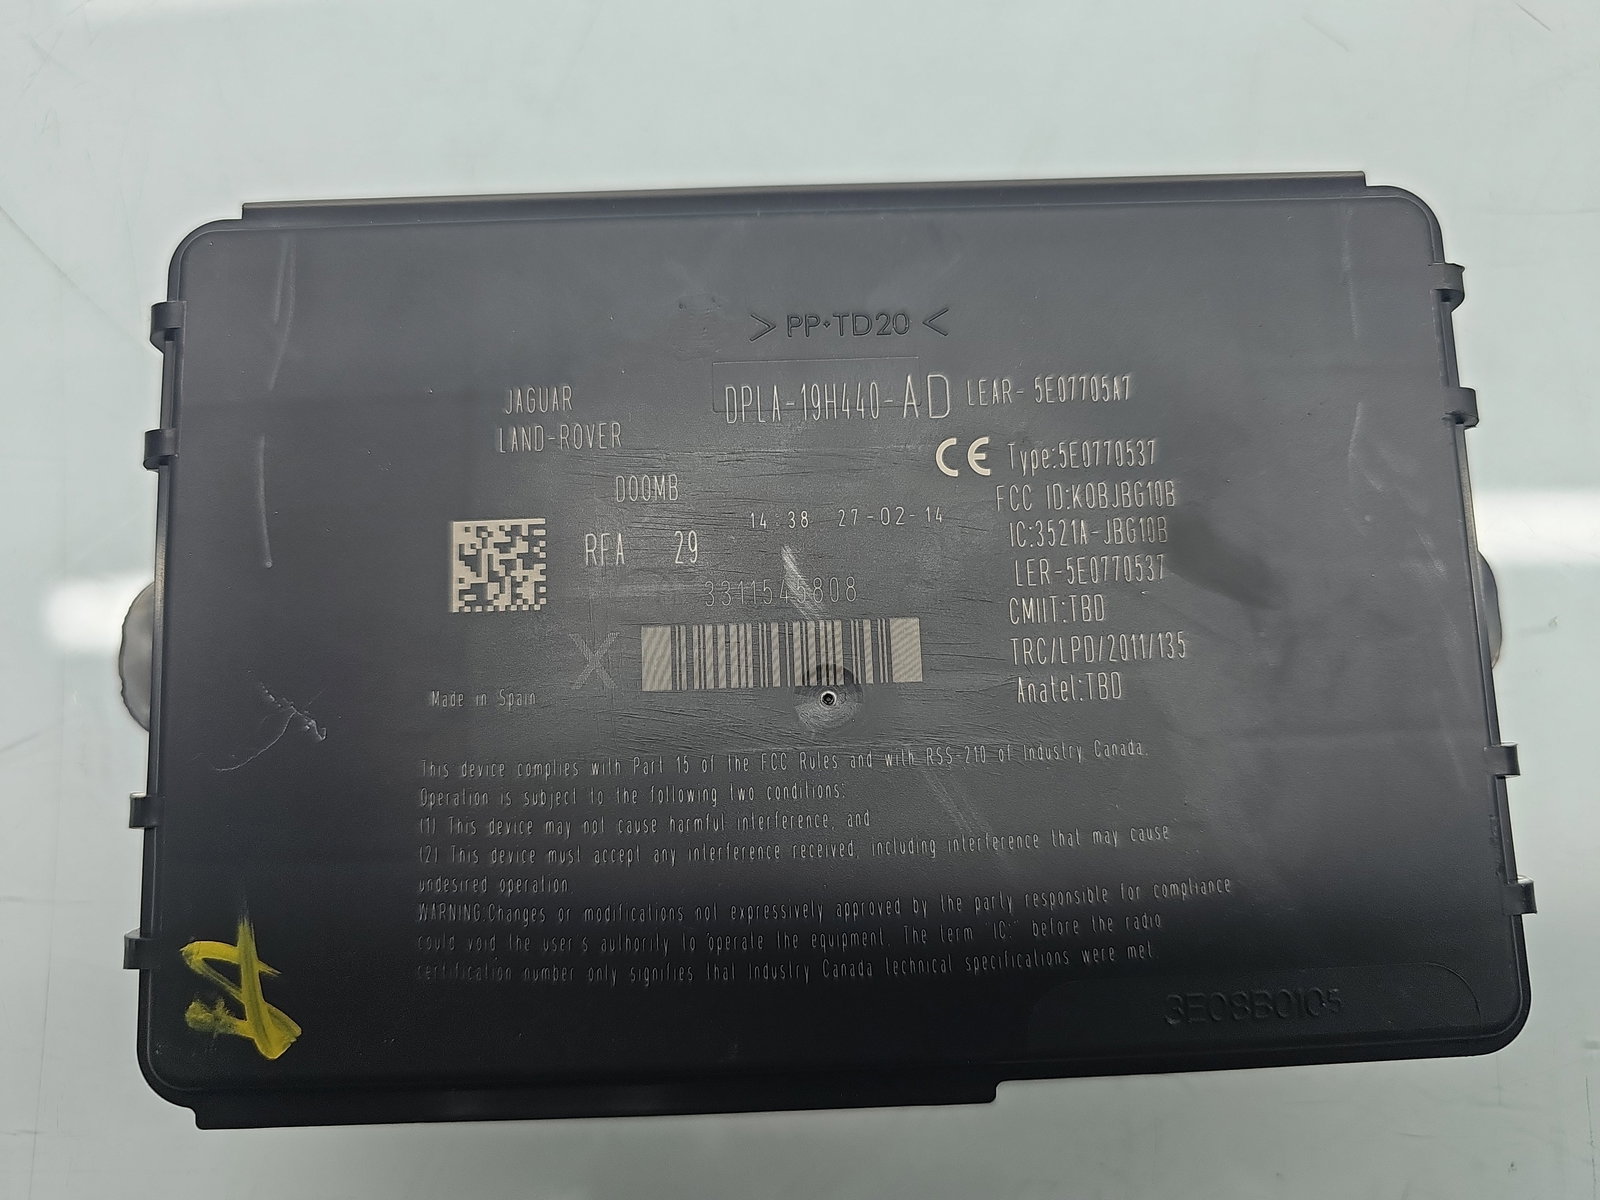 >PP·TD20<
JAGUAR
LAND-ROVER
DPLA-19H440-AD LEAR- 5E07705A7
CE Type:5E0770537
D00MB
FCC ID:KOBJBG10B
14:38 27-02-14
IC:3521A-JBG10B
RFA 29
LER-5E0770537
3311545808
CMIIT:TBD
X
TRC/LPD/2011/135
Made in Spain
Anatel:TBD
This device complies with Part 15 of the FCC Rules and with RSS-210 of Industry Canada.
Operation is subject to the following two conditions:
(1) This device may not cause harmful interference, and
(2) This device must accept any interference received, including interference that may cause
undesired operation.
WARNING:Changes or modifications not expressively approved by the party responsible for compliance
could void the user's authority to operate the equipment. The term "IC:" before the radio
certification number only signifies that Industry Canada technical specifications were met